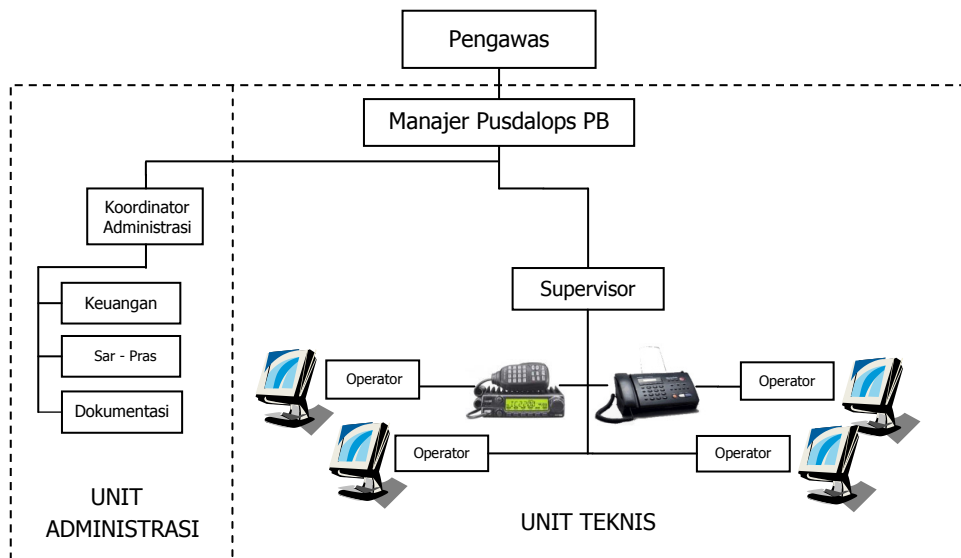 Pengawas
Manajer Pusdalops PB
Koordinator
Administrasi
Supervisor
Keuangan
Sar - Pras
Dokumentasi
Operator
Operator
Operator
Operator
UNIT
ADMINISTRASI
UNIT TEKNIS